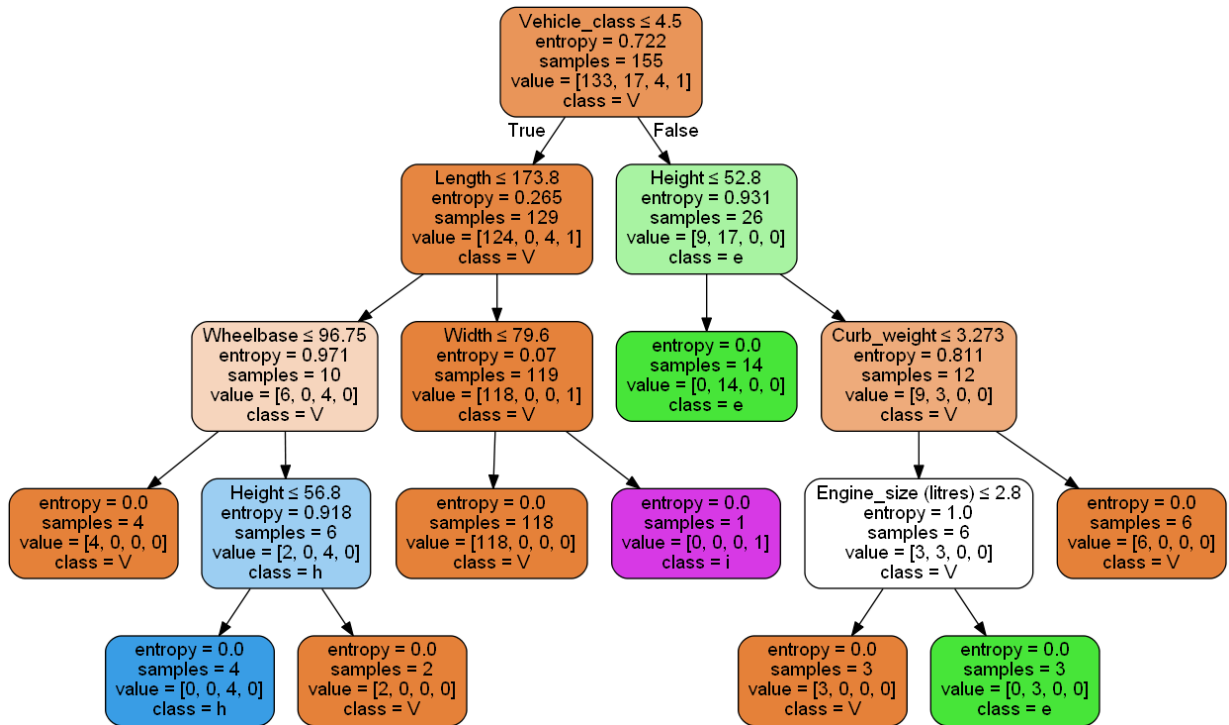 Vehicle_class ≤ 4.5
entropy = 0.722
samples = 155
value = [133, 17, 4, 1]
class = V
True
False
Length ≤ 173.8
entropy = 0.265
samples = 129
value = [124, 0, 4, 1]
class = V
Height ≤ 52.8
entropy = 0.931
samples = 26
value = [9, 17, 0, 0]
class = e
Wheelbase ≤ 96.75
entropy = 0.971
samples = 10
value = [6, 0, 4, 0]
class = V
Width ≤ 79.6
entropy = 0.07
samples = 119
value = [118, 0, 0, 1]
class = V
entropy = 0.0
samples = 14
value = [0, 14, 0, 0]
class = e
Curb_weight ≤ 3.273
entropy = 0.811
samples = 12
value = [9, 3, 0, 0]
class = V
entropy = 0.0
samples = 4
value = [4, 0, 0, 0]
class = V
Height ≤ 56.8
entropy = 0.918
samples = 6
value = [2, 0, 4, 0]
class = h
entropy = 0.0
samples = 118
value = [118, 0, 0, 0]
class = V
entropy = 0.0
samples = 1
value = [0, 0, 0, 1]
class = i
Engine_size (litres) ≤ 2.8
entropy = 1.0
samples = 6
value = [3, 3, 0, 0]
class = V
entropy = 0.0
samples = 6
value = [6, 0, 0, 0]
class = V
entropy = 0.0
samples = 4
value = [0, 0, 4, 0]
class = h
entropy = 0.0
samples = 2
value = [2, 0, 0, 0]
class = V
entropy = 0.0
samples = 3
value = [3, 0, 0, 0]
class = V
entropy = 0.0
samples = 3
value = [0, 3, 0, 0]
class = e